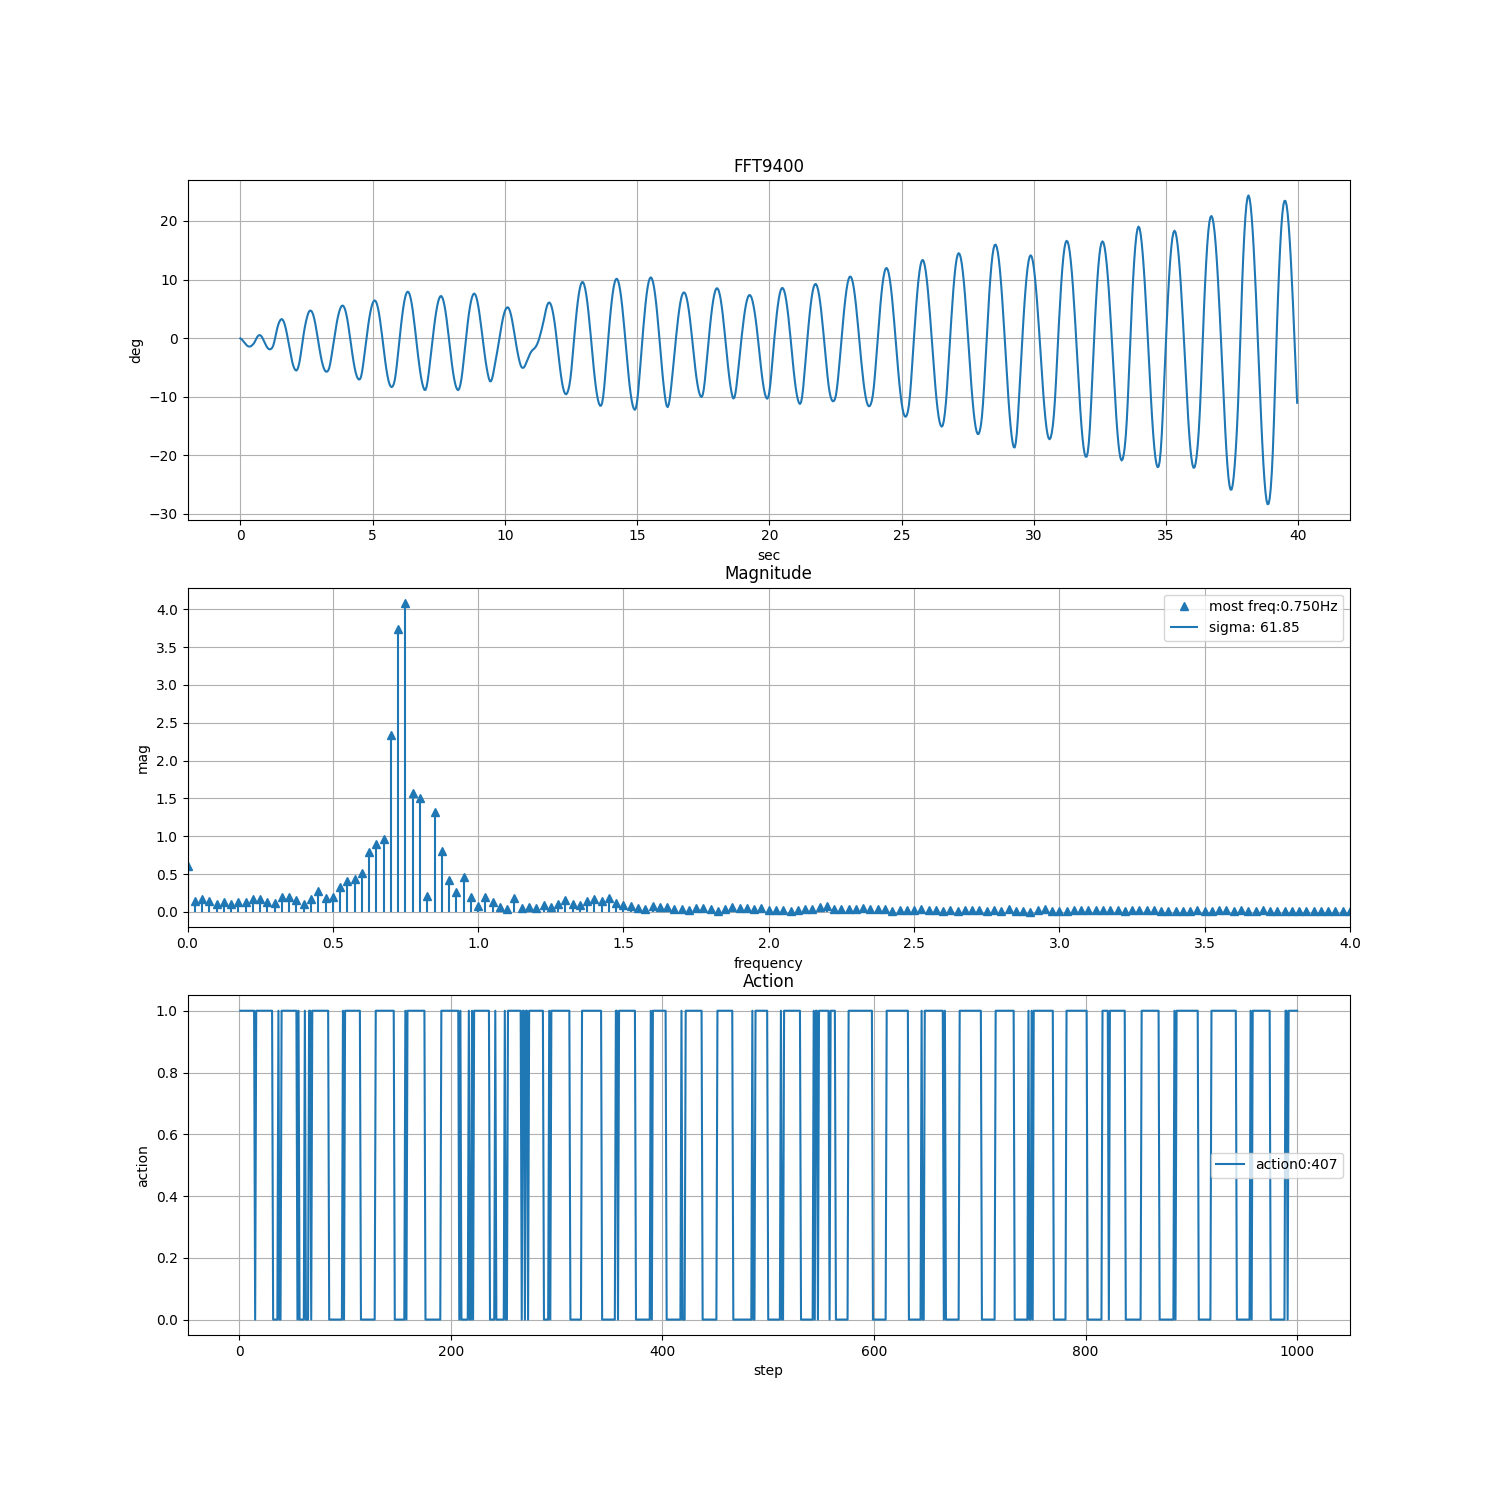 FFT9400
20
10
0
−10
−20
−30
deg
0 5 10 15 20 25 30 35 40
sec
Magnitude
4.0
3.5
3.0
2.5
2.0
1.5
1.0
0.5
0.0
mag
most freq:0.750Hz
sigma: 61.85
0.0 0.5 1.0 1.5 2.0 2.5 3.0 3.5 4.0
frequency
Action
1.0
0.8
0.6
0.4
0.2
0.0
action
action0:407
0 200 400 600 800 1000
step